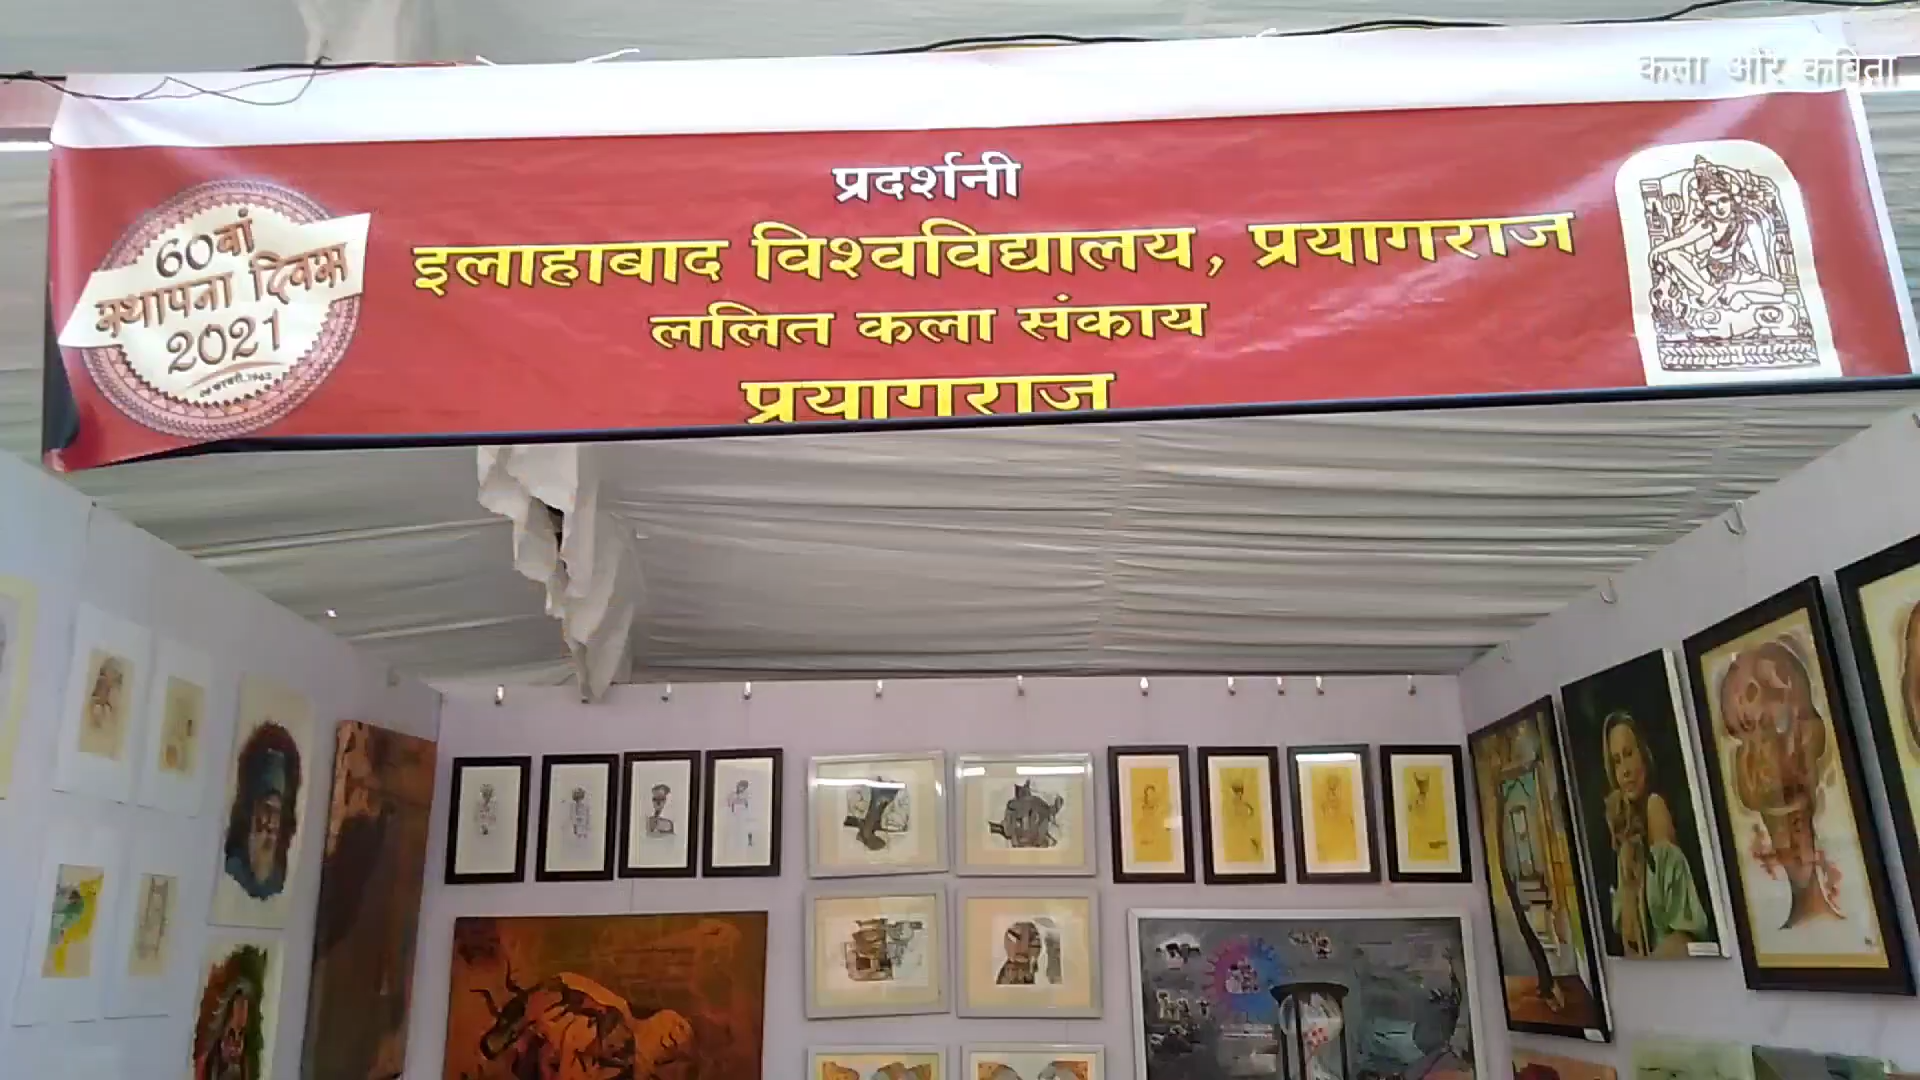 कला और कविता
प्रदर्शनी
इलाहाबाद विश्वविद्यालय, प्रयागराज
ललित कला संकाय
प्रयागराज
60वां
स्थापना दिवस
2021